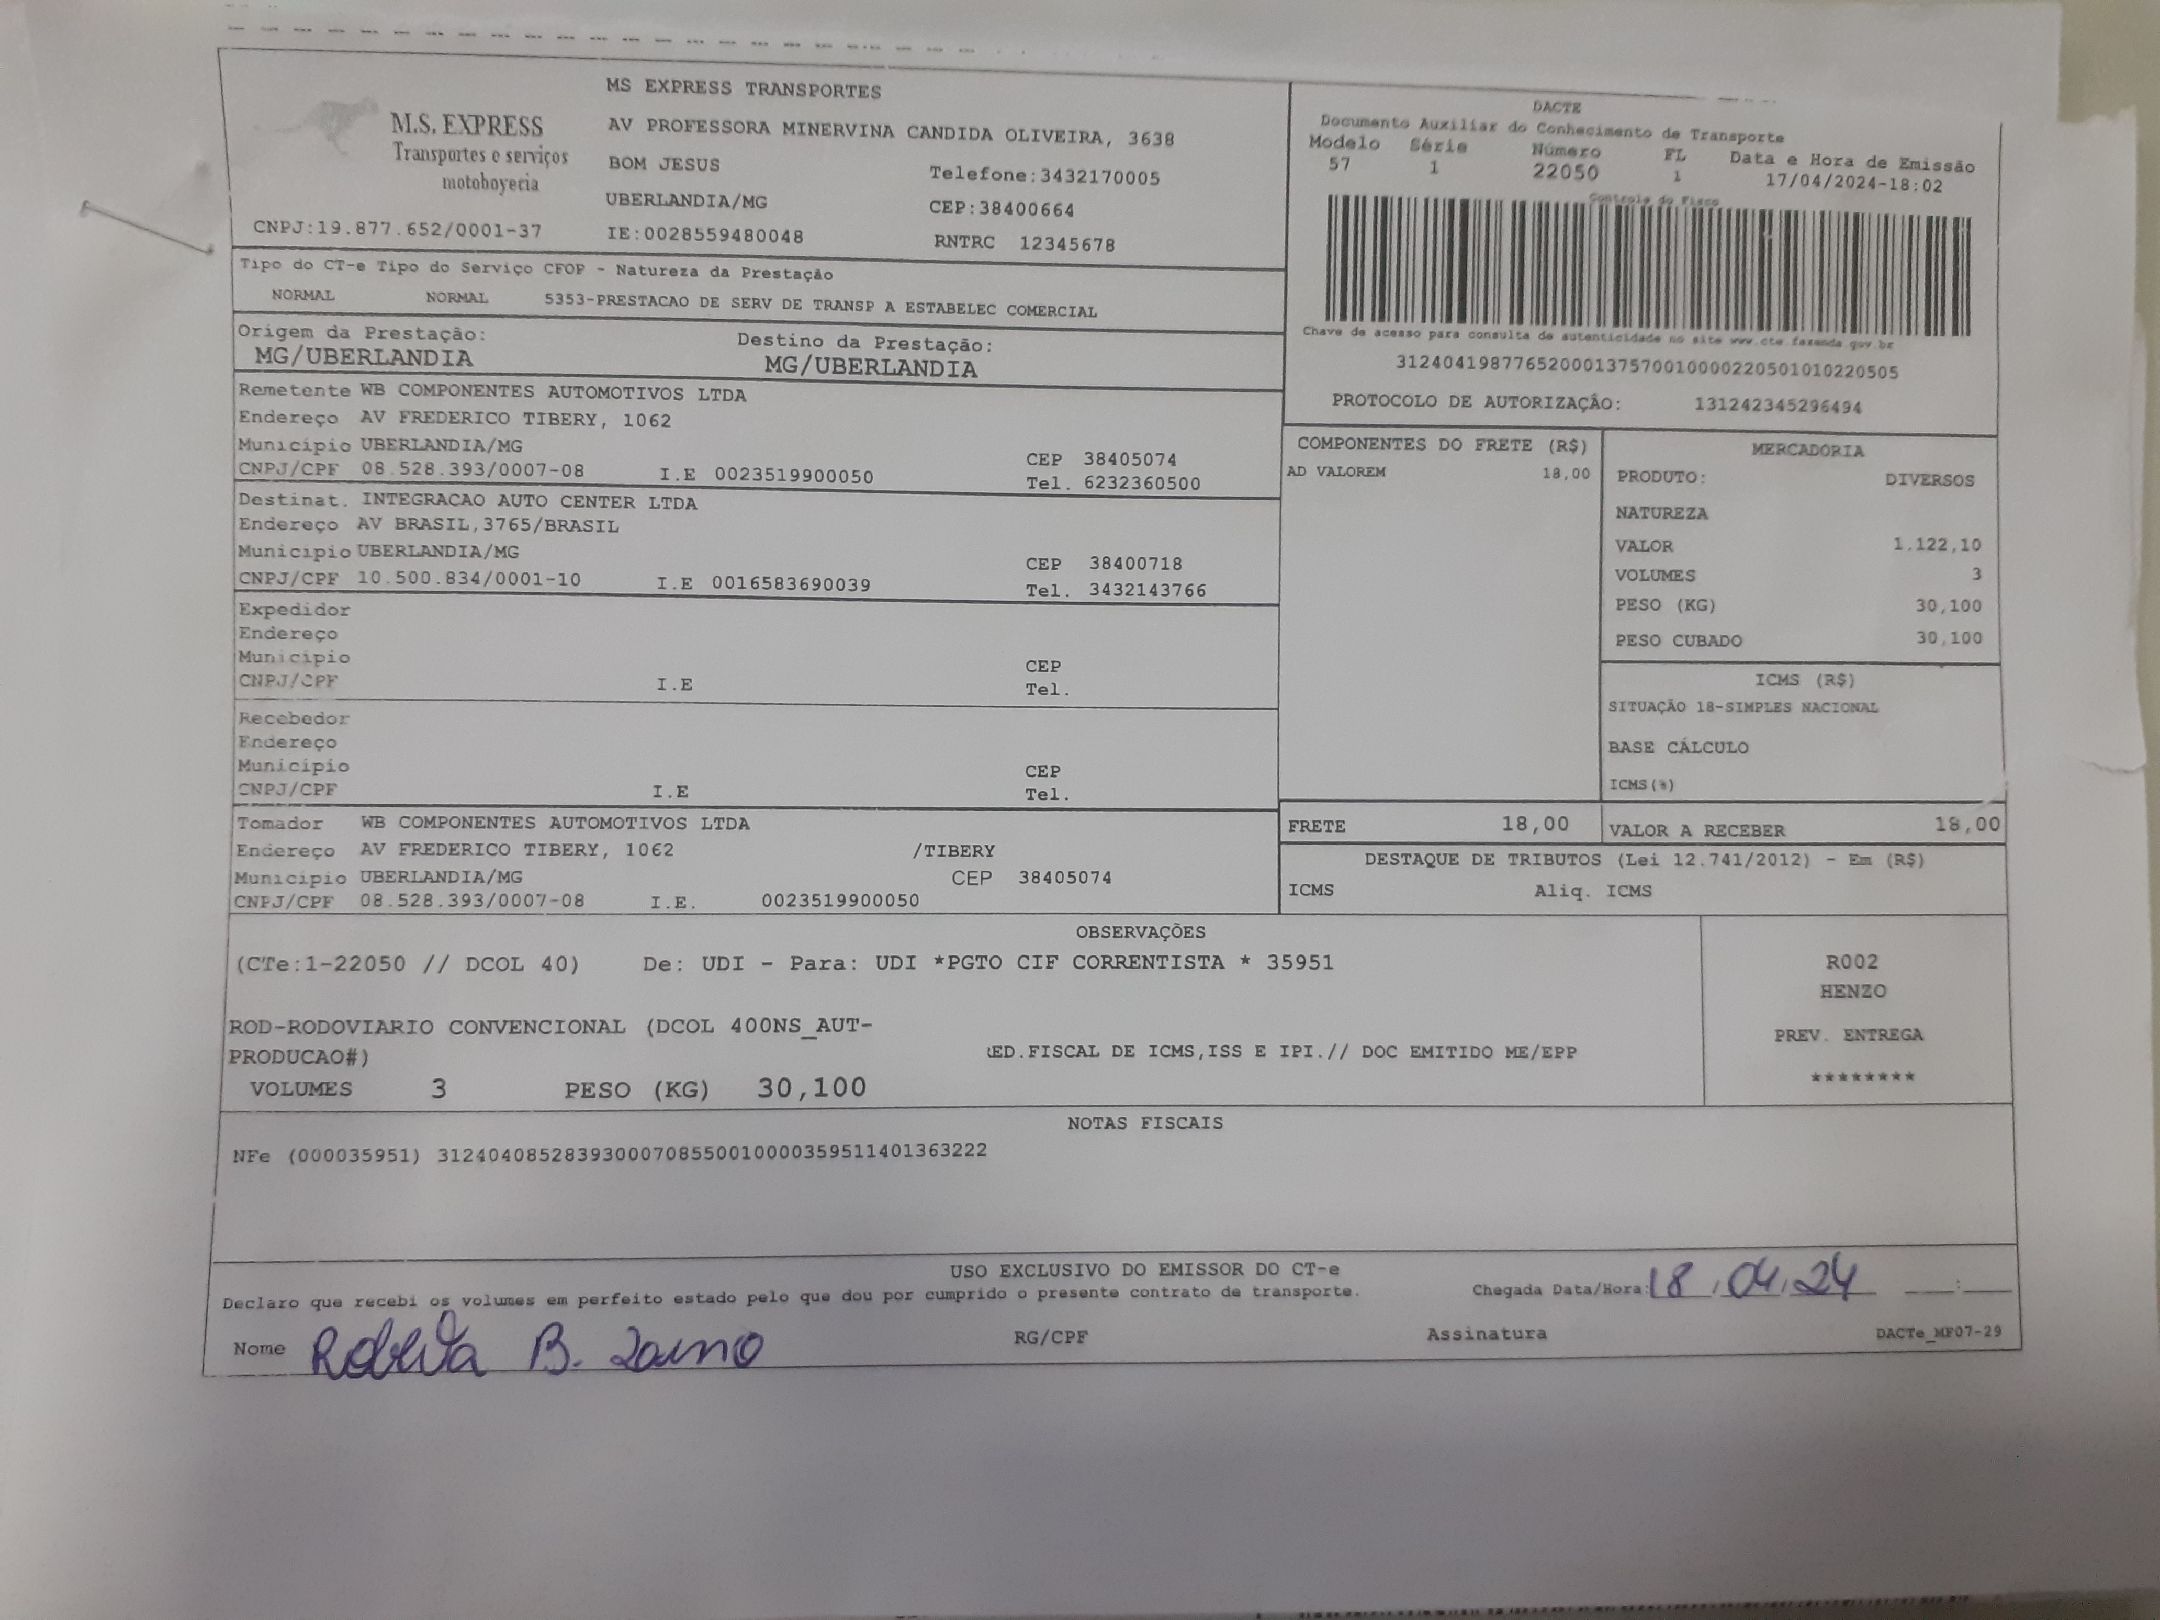 M.S. EXPRESS
Transportes e serviços
motoboyeria
CNPJ:19.877.652/0001-37
MS EXPRESS TRANSPORTES
AV PROFESSORA MINERVINA CANDIDA OLIVEIRA, 3638
BOM JESUS Telefone:3432170005
UBERLANDIA/MG CEP:38400664
IE:0028559480048 RNTRC 12345678
DACTE
Documento Auxiliar do Conhecimento de Transporte
Modelo Série Número FL Data e Hora de Emissão
57 1 22050 1 17/04/2024-18:02
Controle do Fisco
Chave de acesso para consulta de autenticidade no site www.cte.fazenda.gov.br
31240419877652000137570010000220501010220505
PROTOCOLO DE AUTORIZAÇÃO: 131242345296494
Tipo do CT-e Tipo do Serviço CFOP - Natureza da Prestação
NORMAL NORMAL 5353-PRESTACAO DE SERV DE TRANSP A ESTABELEC COMERCIAL
Origem da Prestação: Destino da Prestação:
MG/UBERLANDIA MG/UBERLANDIA
Remetente WB COMPONENTES AUTOMOTIVOS LTDA
Endereço AV FREDERICO TIBERY, 1062
Município UBERLANDIA/MG CEP 38405074
CNPJ/CPF 08.528.393/0007-08 I.E 0023519900050 Tel. 6232360500
Destinat. INTEGRACAO AUTO CENTER LTDA
Endereço AV BRASIL,3765/BRASIL
Município UBERLANDIA/MG CEP 38400718
CNPJ/CPF 10.500.834/0001-10 I.E 0016583690039 Tel. 3432143766
Expedidor
Endereço
Município CEP
CNPJ/CPF I.E Tel.
Recebedor
Endereço
Município CEP
CNPJ/CPF I.E Tel.
Tomador WB COMPONENTES AUTOMOTIVOS LTDA
Endereço AV FREDERICO TIBERY, 1062 /TIBERY
Município UBERLANDIA/MG CEP 38405074
CNPJ/CPF 08.528.393/0007-08 I.E. 0023519900050
COMPONENTES DO FRETE (R$)
AD VALOREM 18,00
MERCADORIA
PRODUTO: DIVERSOS
NATUREZA
VALOR 1.122,10
VOLUMES 3
PESO (KG) 30,100
PESO CUBADO 30,100
ICMS (R$)
SITUAÇÃO 18-SIMPLES NACIONAL
BASE CÁLCULO
ICMS(%)
FRETE 18,00 VALOR A RECEBER 18,00
DESTAQUE DE TRIBUTOS (Lei 12.741/2012) - Em (R$)
ICMS Aliq. ICMS
OBSERVAÇÕES
(CTe:1-22050 // DCOL 40) De: UDI - Para: UDI *PGTO CIF CORRENTISTA * 35951
ROD-RODOVIARIO CONVENCIONAL (DCOL 400NS_AUT-
PRODUCAO#) ED.FISCAL DE ICMS,ISS E IPI.// DOC EMITIDO ME/EPP
VOLUMES 3 PESO (KG) 30,100
R002
HENZO
PREV. ENTREGA
********
NOTAS FISCAIS
NFe (000035951) 31240408528393000708550010000359511401363222
USO EXCLUSIVO DO EMISSOR DO CT-e
Declaro que recebi os volumes em perfeito estado pelo que dou por cumprido o presente contrato de transporte. Chegada Data/Hora: 18.04.24 :
Nome Roberta B. RG/CPF Assinatura DACTe_MF07-29